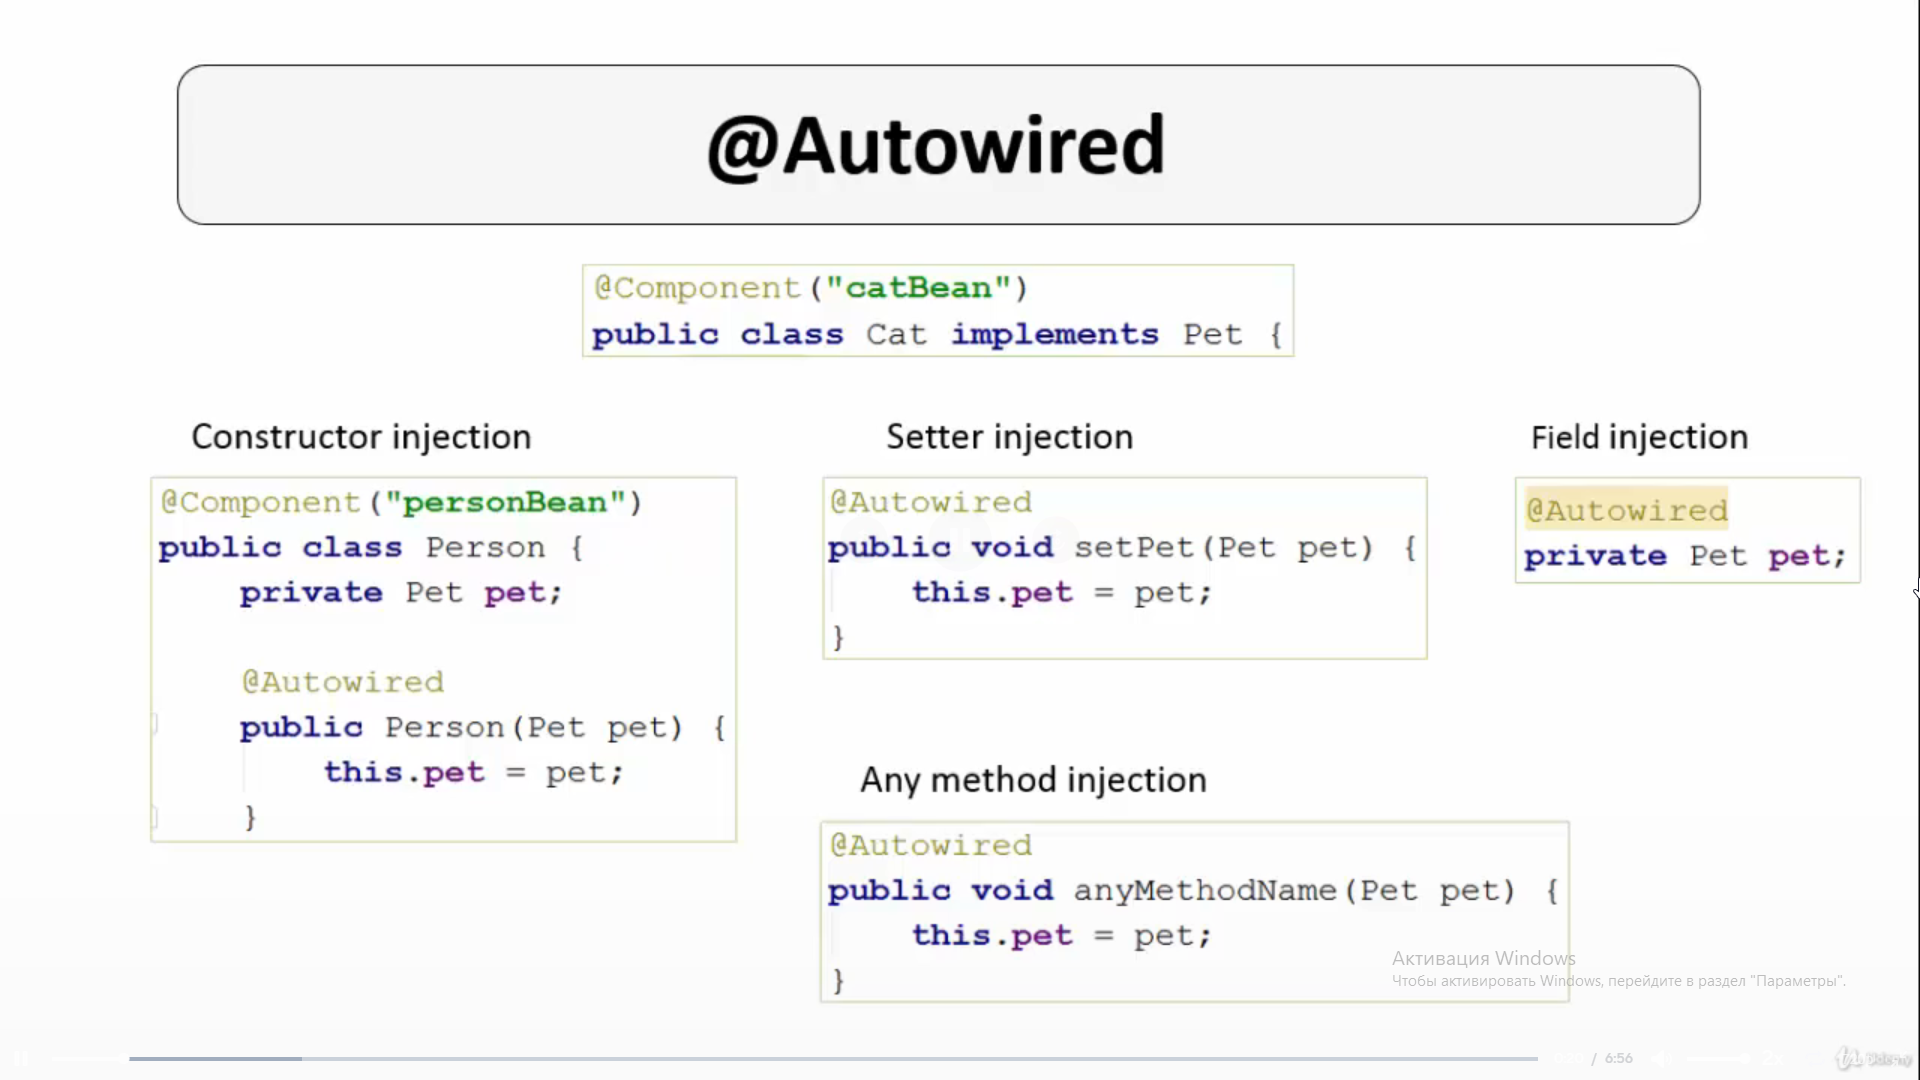 @Autowired
@Component("catBean")
public class Cat implements Pet {
Constructor injection
@Component("personBean")
public class Person {
private Pet pet;
@Autowired
public Person(Pet pet) {
this.pet = pet;
}
Setter injection
@Autowired
public void setPet(Pet pet) {
this.pet = pet;
}
Field injection
@Autowired
private Pet pet;
Any method injection
@Autowired
public void anyMethodName(Pet pet) {
this.pet = pet;
}
Активация Windows
Чтобы активировать Windows, перейдите в раздел "Параметры".
/ 6:56
Udemy